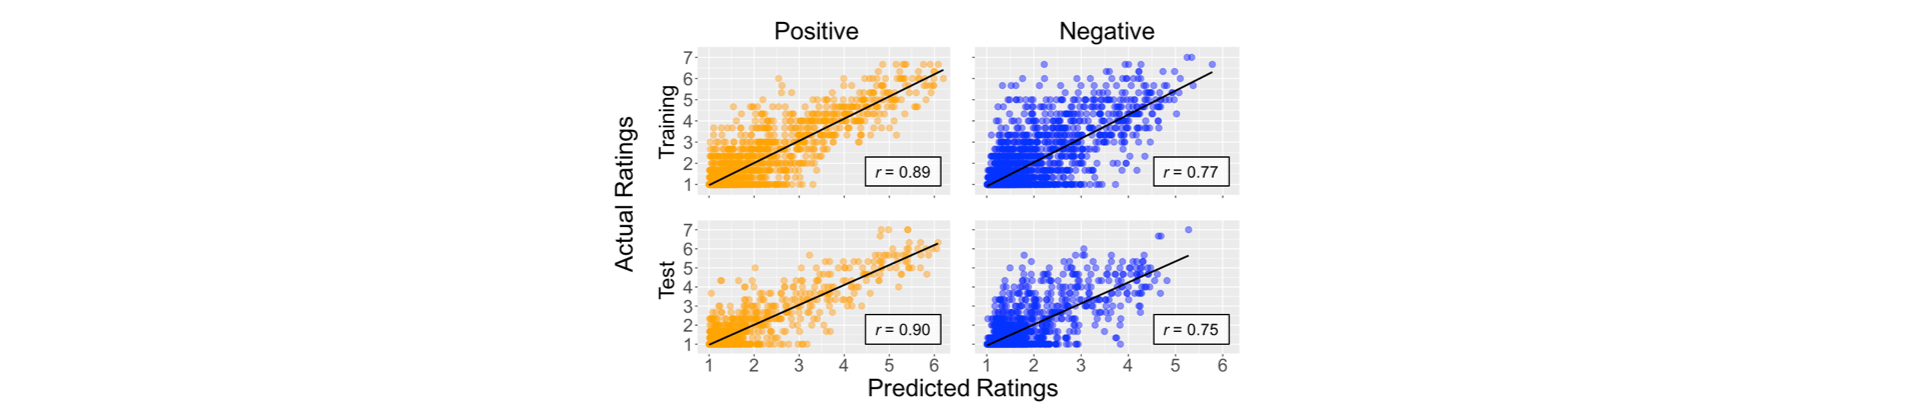 Positive
Negative
Actual Ratings
Training
7
6
5
4
3
2
1
r = 0.89
r = 0.77
Test
7
6
5
4
3
2
1
r = 0.90
r = 0.75
1 2 3 4 5 6
1 2 3 4 5 6
Predicted Ratings